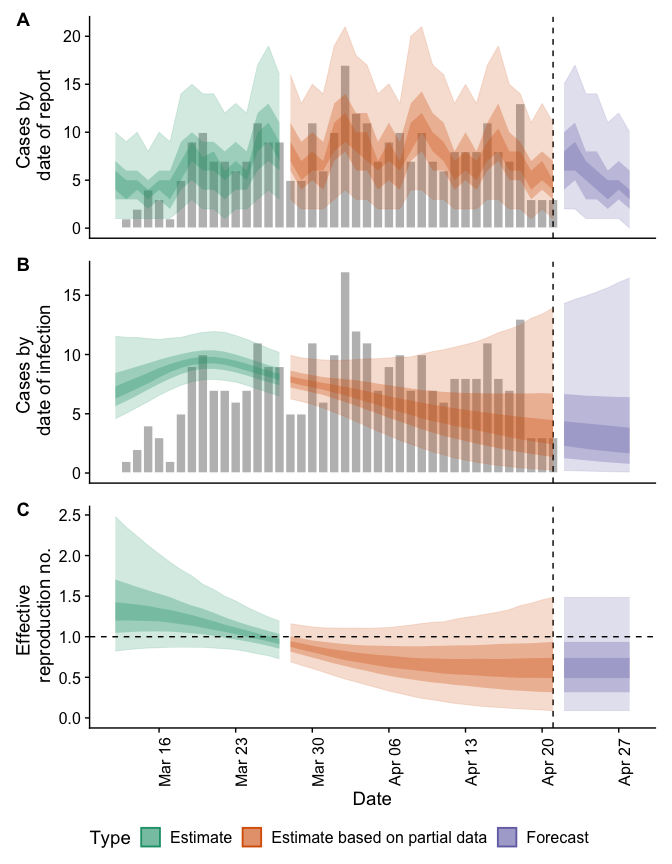 A
Cases by
date of report
20
15
10
5
0
B
Cases by
date of infection
15
10
5
0
C
Effective
reproduction no.
2.5
2.0
1.5
1.0
0.5
0.0
Mar 16
Mar 23
Mar 30
Apr 06
Apr 13
Apr 20
Apr 27
Date
Type Estimate Estimate based on partial data Forecast